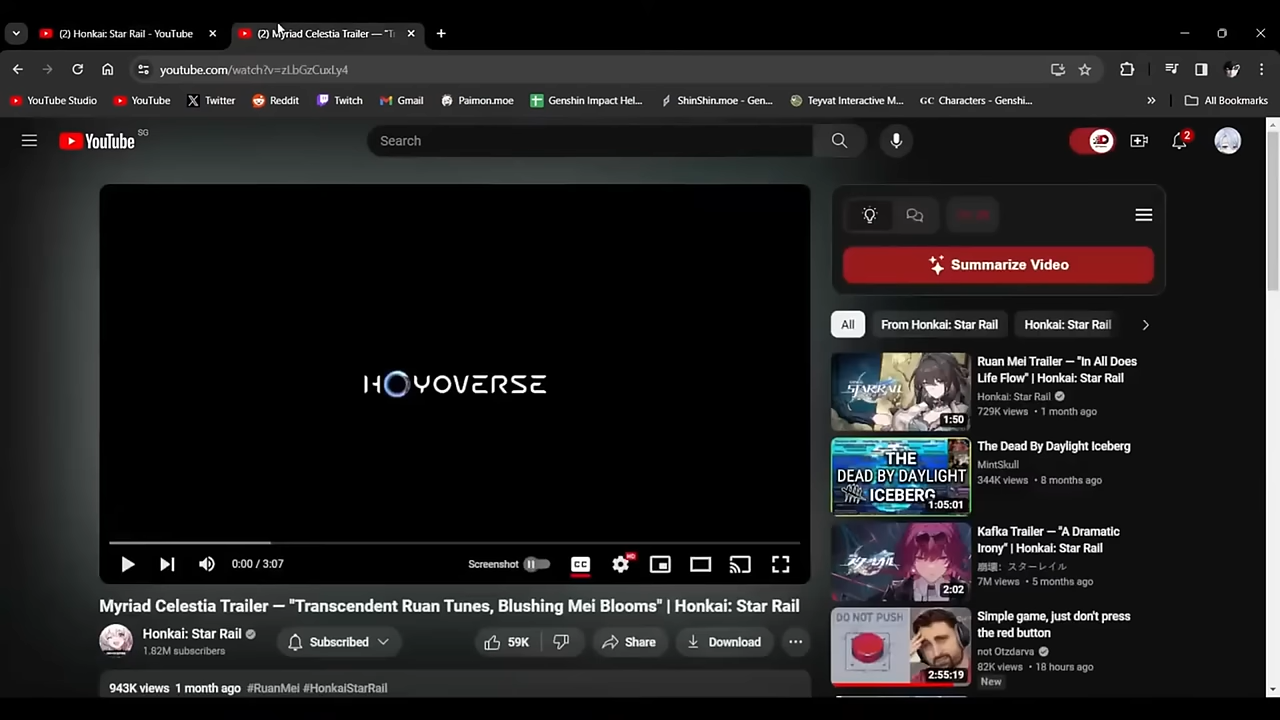 (2) Honkai: Star Rail - YouTube
(2) Myriad Celestia Trailer — "T
youtube.com/watch?v=zLbGzCuxLy4
YouTube Studio
YouTube
Twitter
Reddit
Twitch
Gmail
Paimon.moe
Genshin Impact Hel...
ShinShin.moe - Gen...
Teyvat Interactive M...
GC Characters - Genshi...
All Bookmarks
YouTube SG
Search
2
HOYOVERSE
Summarize Video
All
From Honkai: Star Rail
Honkai: Star Rail
Ruan Mei Trailer — "In All Does
Life Flow" | Honkai: Star Rail
Honkai: Star Rail
729K views • 1 month ago
STARRAIL
1:50
The Dead By Daylight Iceberg
MintSkull
344K views • 8 months ago
THE
DEAD BY DAYLIGHT
ICEBERG
1:05:01
Kafka Trailer — "A Dramatic
Irony" | Honkai: Star Rail
崩壊：スターレイル
7M views • 5 months ago
2:02
Simple game, just don't press
the red button
not Otzdarva
82K views • 18 hours ago
New
DO NOT PUSH
2:55:19
0:00 / 3:07
Screenshot
CC
HD
Myriad Celestia Trailer — "Transcendent Ruan Tunes, Blushing Mei Blooms" | Honkai: Star Rail
Honkai: Star Rail
1.82M subscribers
Subscribed
59K
Share
Download
943K views 1 month ago #RuanMei #HonkaiStarRail